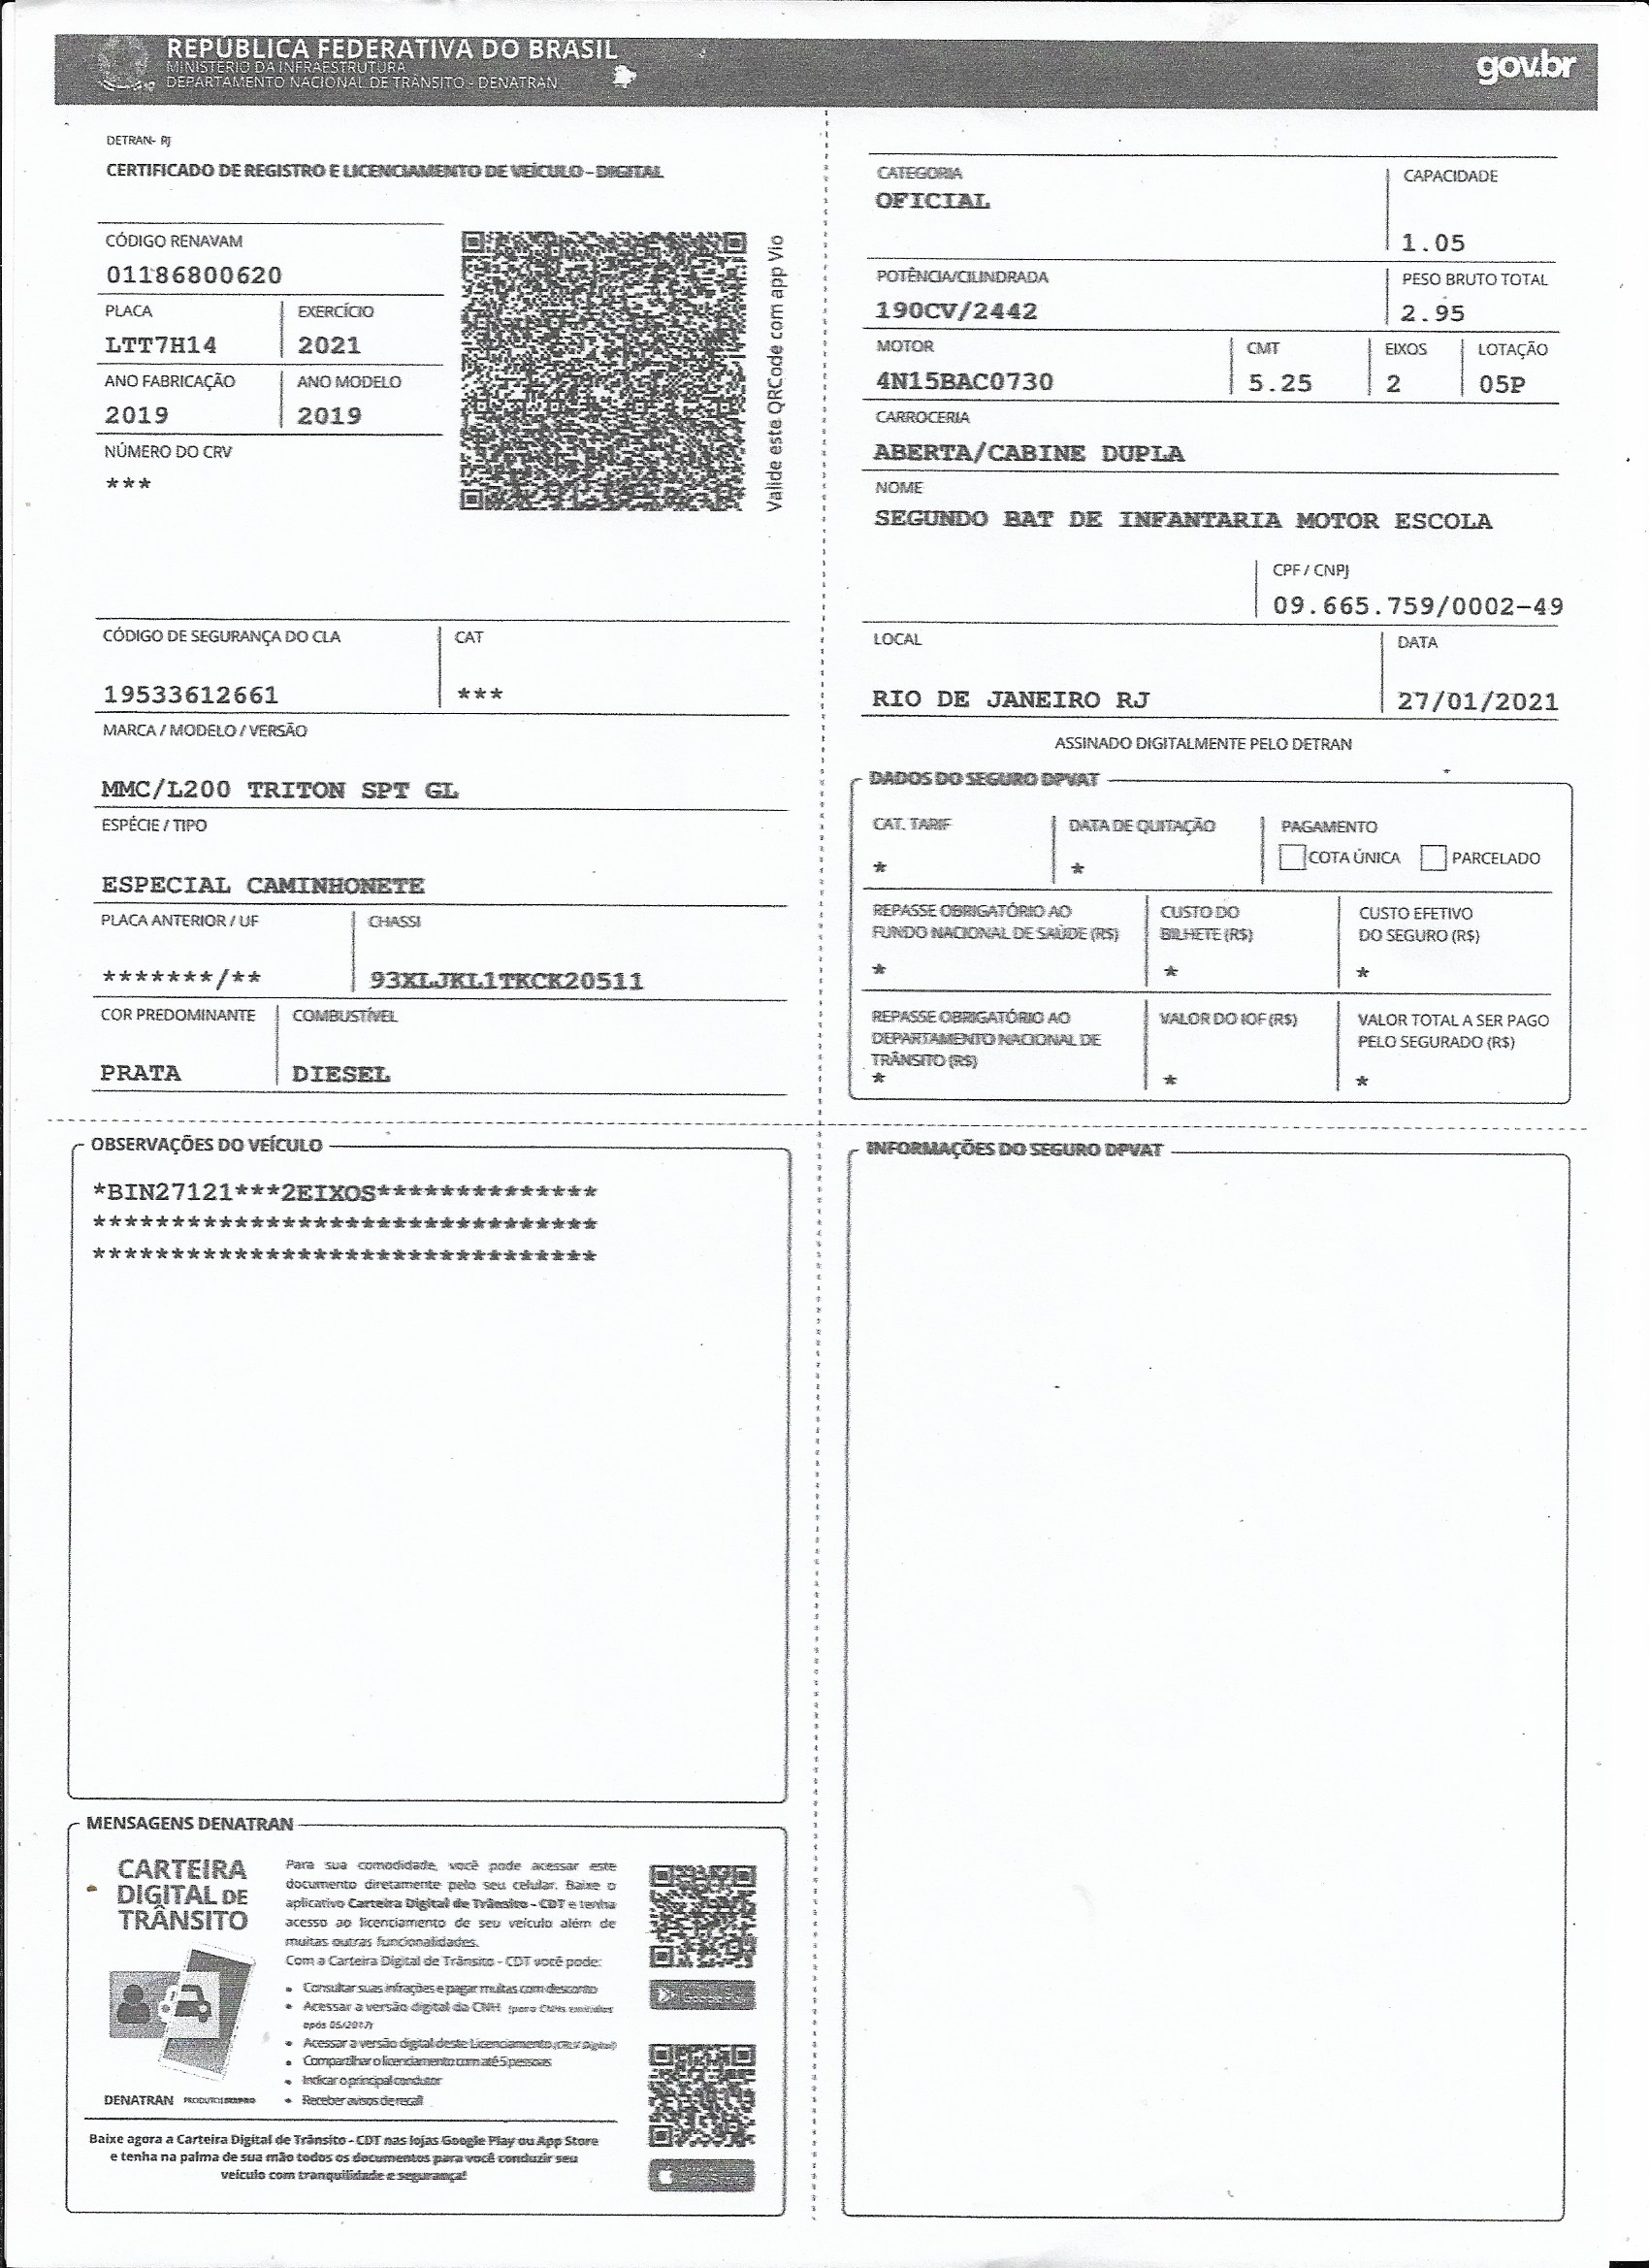 REPÚBLICA FEDERATIVA DO BRASIL
MINISTÉRIO DA INFRAESTRUTURA
DEPARTAMENTO NACIONAL DE TRÂNSITO - DENATRAN
gov.br
DETRAN- RJ
CERTIFICADO DE REGISTRO E LICENCIAMENTO DE VEÍCULO - DIGITAL
CÓDIGO RENAVAM
01186800620
PLACA EXERCÍCIO
LTT7H14 2021
ANO FABRICAÇÃO ANO MODELO
2019 2019
NÚMERO DO CRV
***
Valide este QRCode com app Vio
CÓDIGO DE SEGURANÇA DO CLA CAT
19533612661 ***
MARCA / MODELO / VERSÃO
MMC/L200 TRITON SPT GL
ESPÉCIE / TIPO
ESPECIAL CAMINHONETE
PLACA ANTERIOR / UF CHASSI
*******/** 93XLJKL1TKCK20511
COR PREDOMINANTE COMBUSTÍVEL
PRATA DIESEL
CATEGORIA CAPACIDADE
OFICIAL
1.05
POTÊNCIA/CILINDRADA PESO BRUTO TOTAL
190CV/2442 2.95
MOTOR CMT EIXOS LOTAÇÃO
4N15BAC0730 5.25 2 05P
CARROCERIA
ABERTA/CABINE DUPLA
NOME
SEGUNDO BAT DE INFANTARIA MOTOR ESCOLA
CPF / CNPJ
09.665.759/0002-49
LOCAL DATA
RIO DE JANEIRO RJ 27/01/2021
ASSINADO DIGITALMENTE PELO DETRAN
DADOS DO SEGURO DPVAT
CAT. TARIF DATA DE QUITAÇÃO PAGAMENTO
* * COTA ÚNICA PARCELADO
REPASSE OBRIGATÓRIO AO CUSTO DO CUSTO EFETIVO
FUNDO NACIONAL DE SAÚDE (R$) BILHETE (R$) DO SEGURO (R$)
* * *
REPASSE OBRIGATÓRIO AO VALOR DO IOF (R$) VALOR TOTAL A SER PAGO
DEPARTAMENTO NACIONAL DE PELO SEGURADO (R$)
TRÂNSITO (R$)
* * *
OBSERVAÇÕES DO VEÍCULO
*BIN27121***2EIXOS**************
********************************
********************************
INFORMAÇÕES DO SEGURO DPVAT
MENSAGENS DENATRAN
CARTEIRA
DIGITAL DE
TRÂNSITO
DENATRAN
Para sua comodidade, você pode acessar este
documento diretamente pelo seu celular. Baixe o
aplicativo Carteira Digital de Trânsito - CDT e tenha
acesso ao licenciamento de seu veículo além de
muitas outras funcionalidades.
Com a Carteira Digital de Trânsito - CDT você pode:
• Consultar suas infrações e pagar multas com desconto
• Acessar a versão digital da CNH (para CNHs emitidas
após 05/2017)
• Acessar a versão digital deste Licenciamento (CRLV Digital)
• Compartilhar o licenciamento com até 5 pessoas
• Indicar o principal condutor
• Receber avisos de recall
Baixe agora a Carteira Digital de Trânsito - CDT nas lojas Google Play ou App Store
e tenha na palma de sua mão todos os documentos para você conduzir seu
veículo com tranquilidade e segurança!